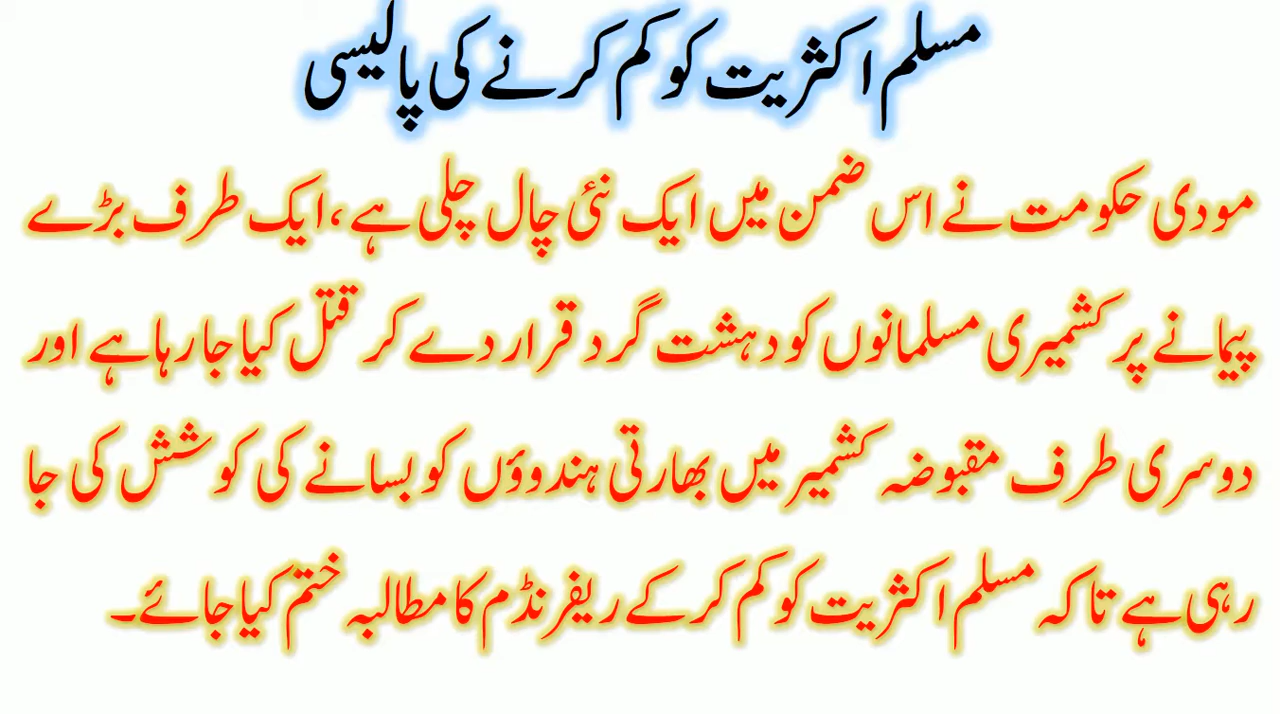 مسلم اکثریت کو کم کرنے کی پالیسی
مودی حکومت نے اس ضمن میں ایک نئی چال چلی ہے، ایک طرف بڑے
پیمانے پر کشمیری مسلمانوں کو دہشت گرد قرار دے کر قتل کیا جا رہا ہے اور
دوسری طرف مقبوضہ کشمیر میں بھارتی ہندوؤں کو بسانے کی کوشش کی جا
رہی ہے تاکہ مسلم اکثریت کو کم کر کے ریفرنڈم کا مطالبہ ختم کیا جائے۔